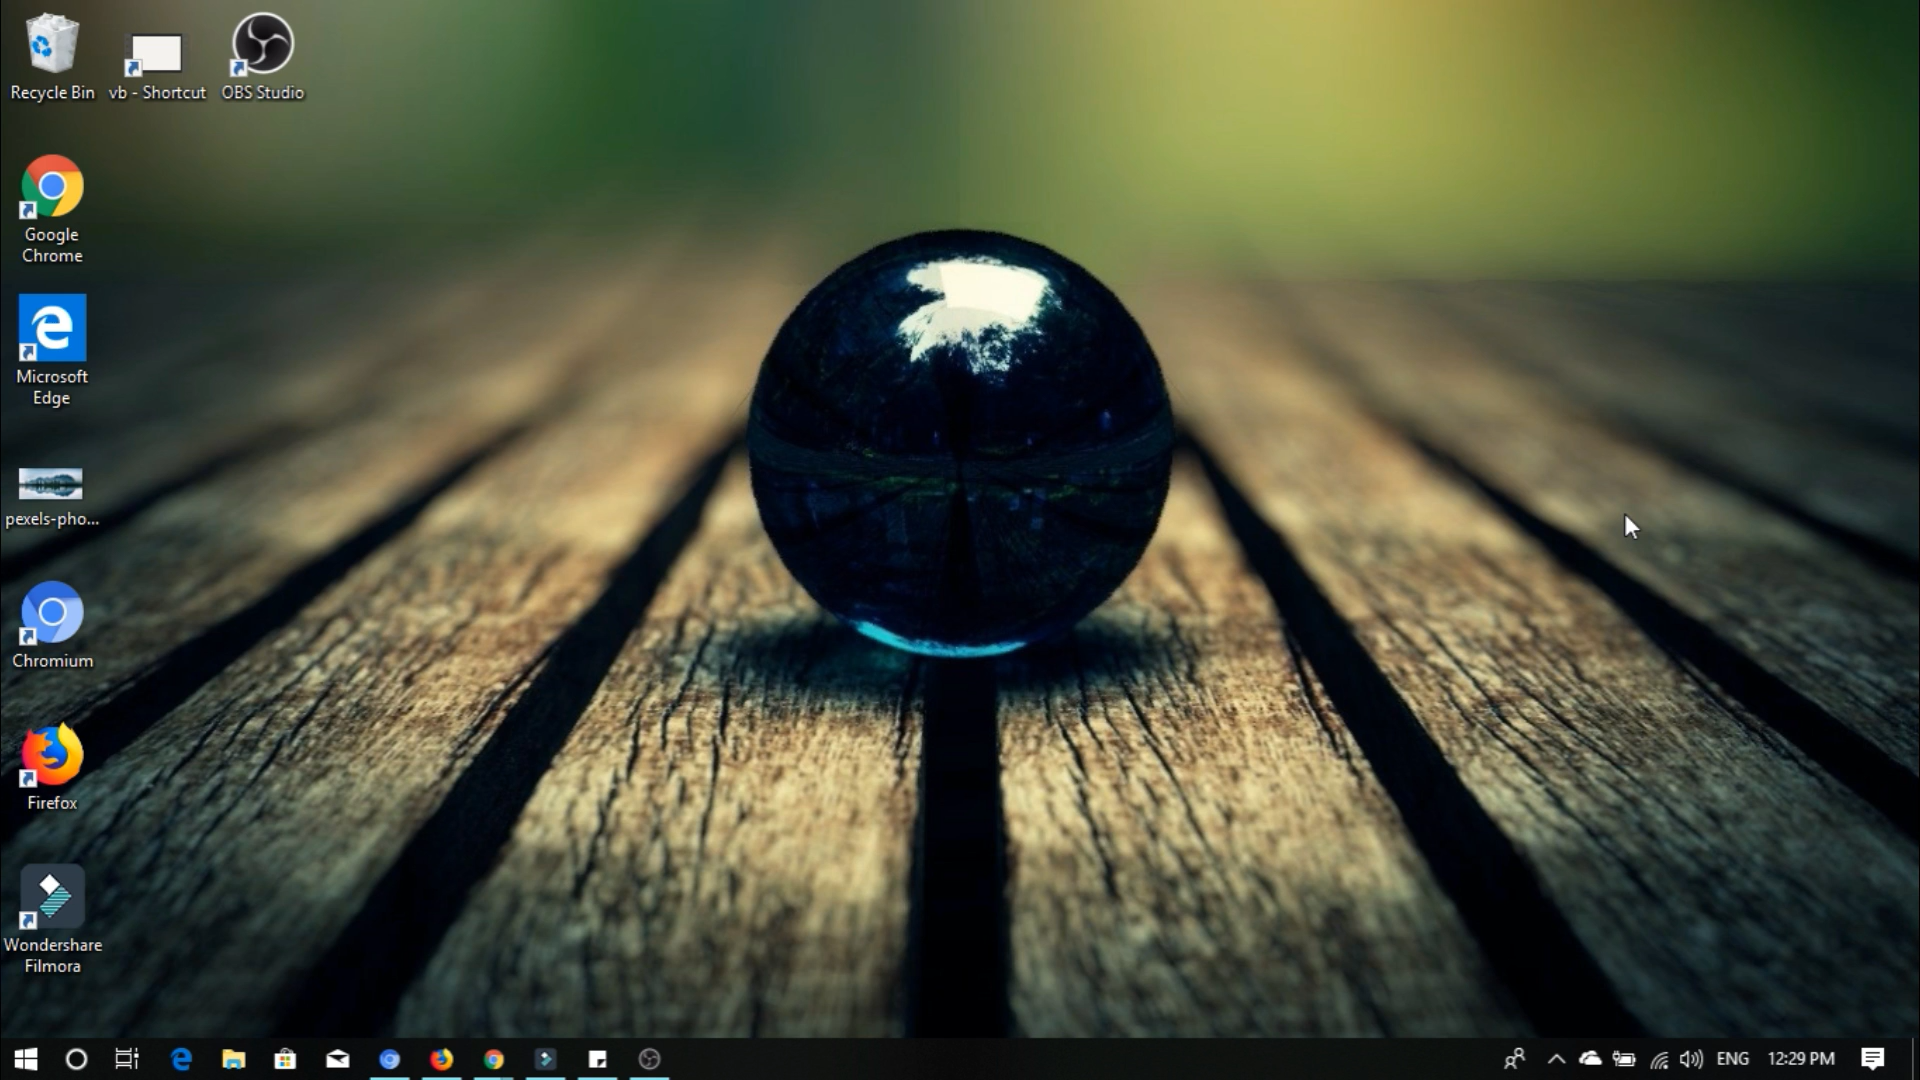 Recycle Bin
vb - Shortcut
OBS Studio
Google
Chrome
Microsoft
Edge
pexels-pho...
Chromium
Firefox
Wondershare
Filmora
ENG
12:29 PM